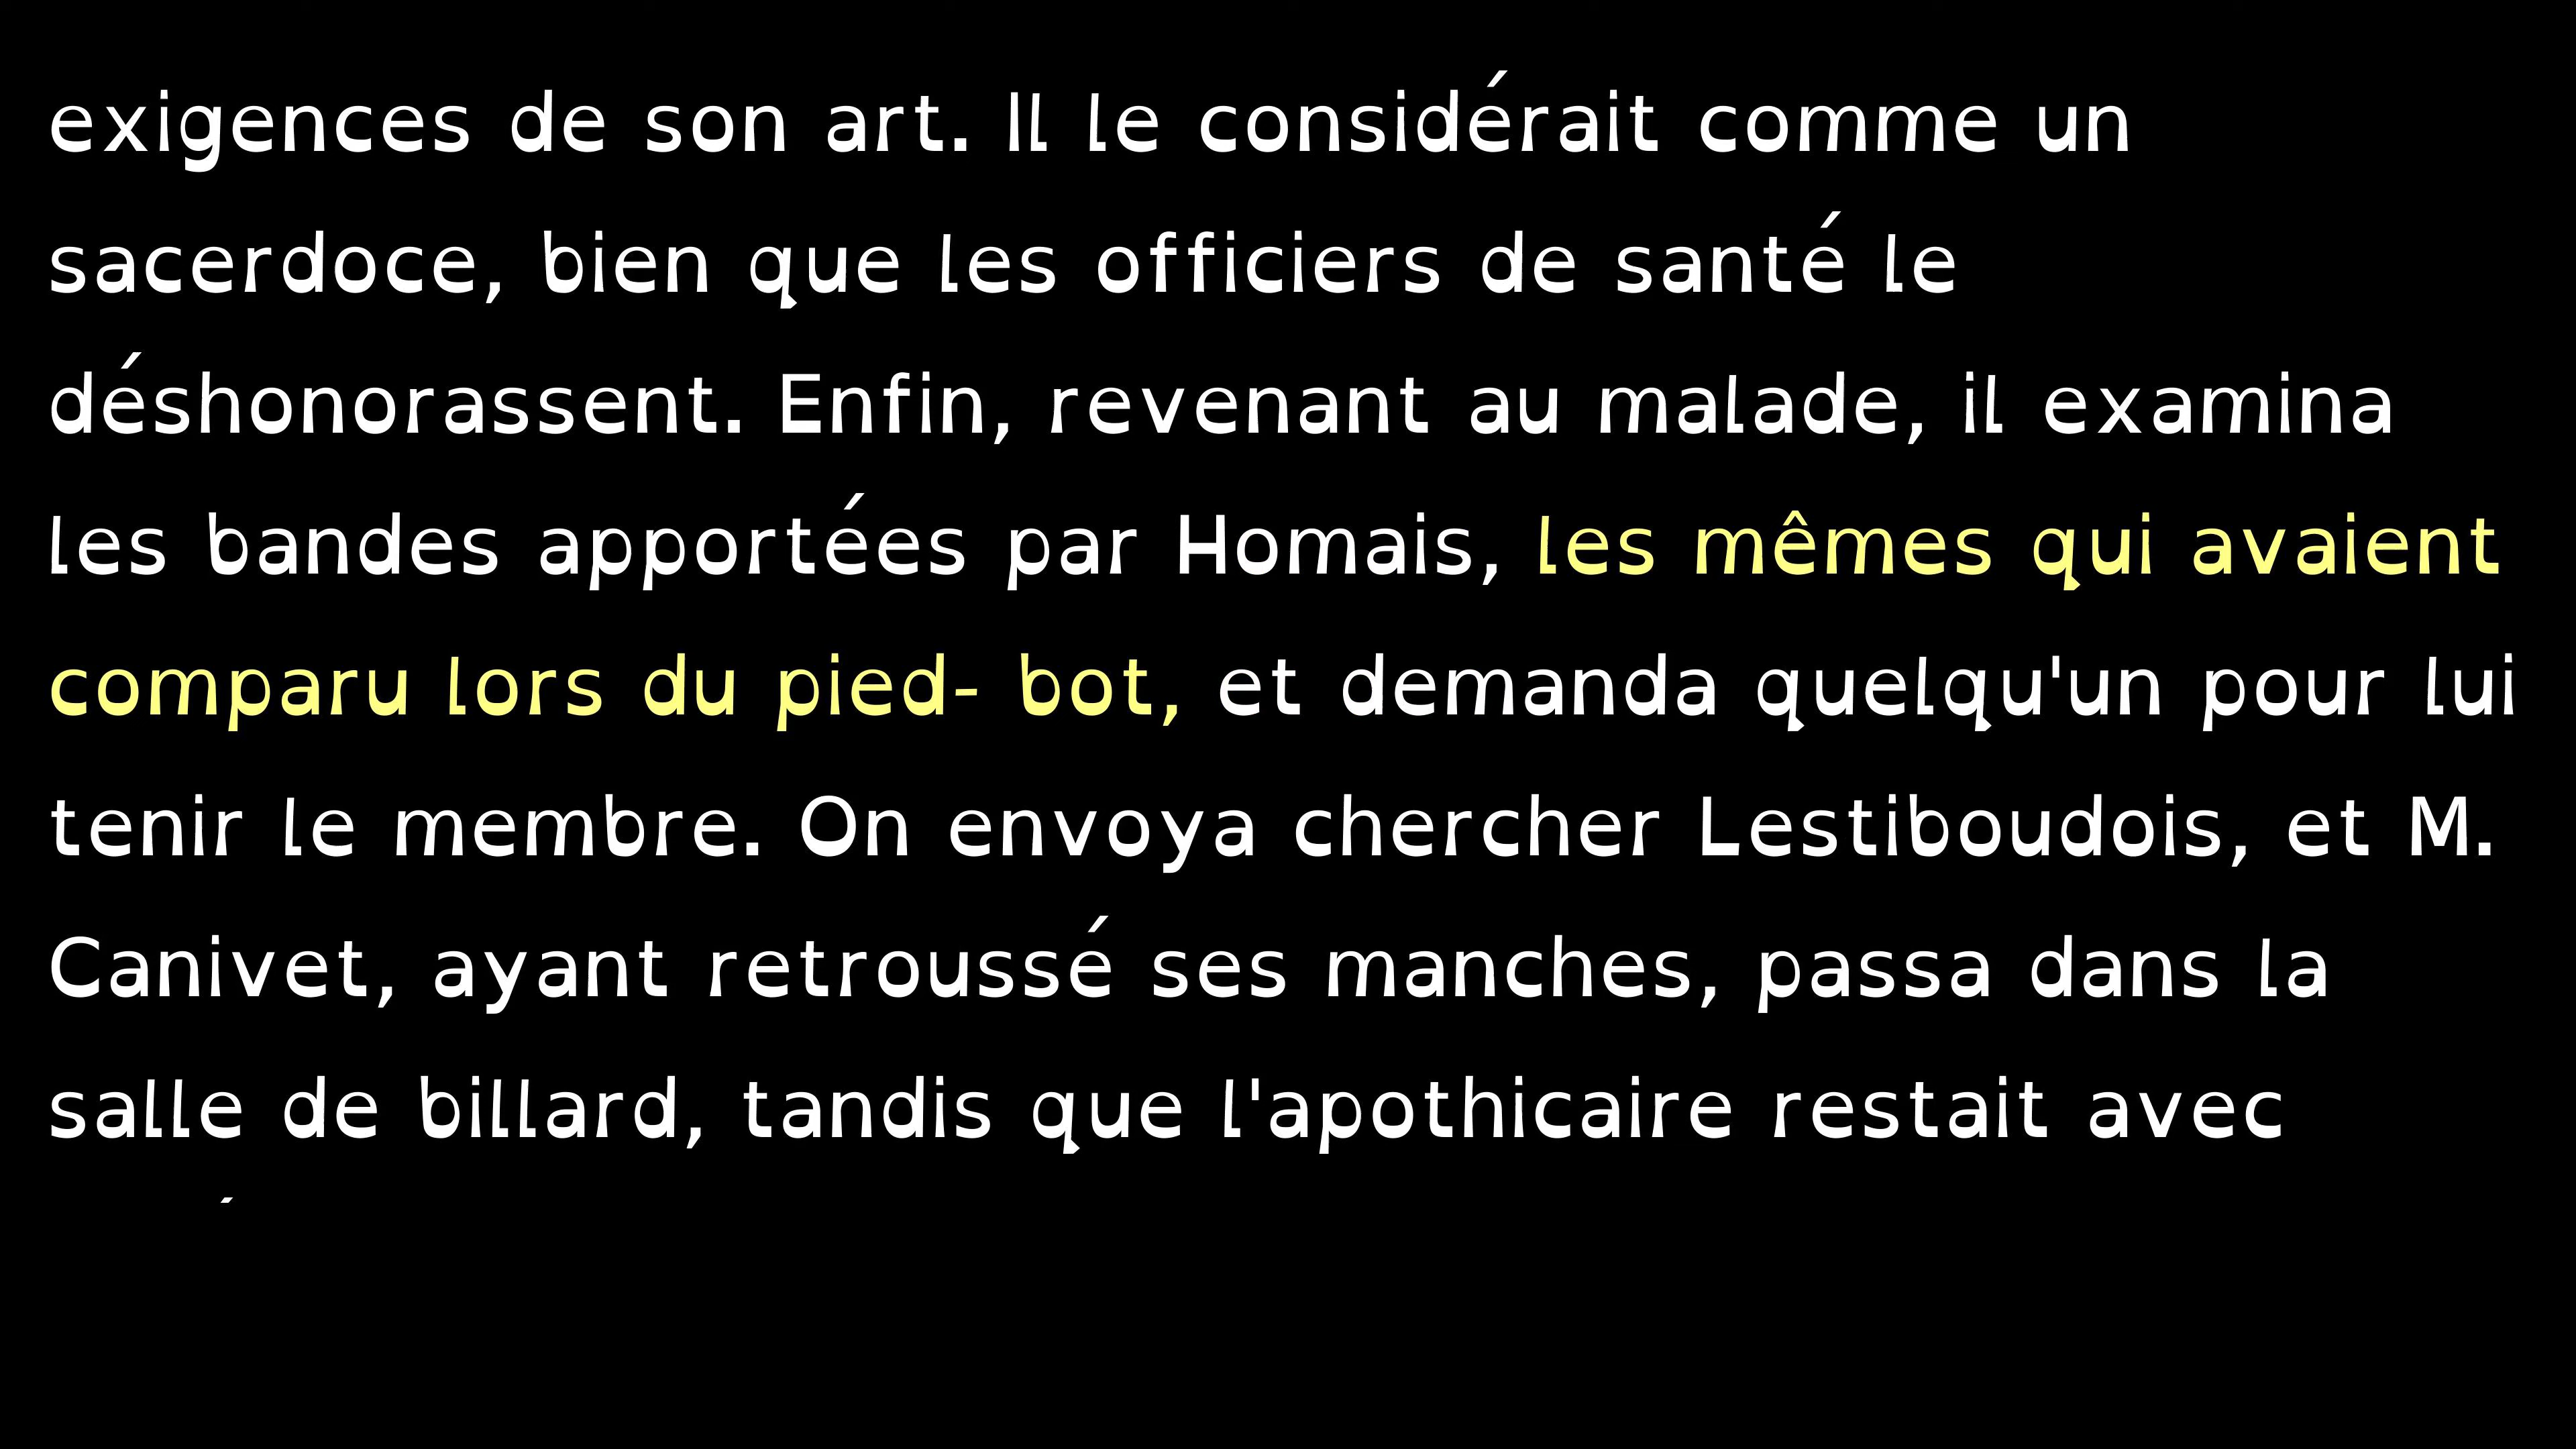 exigences de son art. Il le considérait comme un
sacerdoce, bien que les officiers de santé le
déshonorassent. Enfin, revenant au malade, il examina
les bandes apportées par Homais, les mêmes qui avaient
comparu lors du pied- bot, et demanda quelqu'un pour lui
tenir le membre. On envoya chercher Lestiboudois, et M.
Canivet, ayant retroussé ses manches, passa dans la
salle de billard, tandis que l'apothicaire restait avec